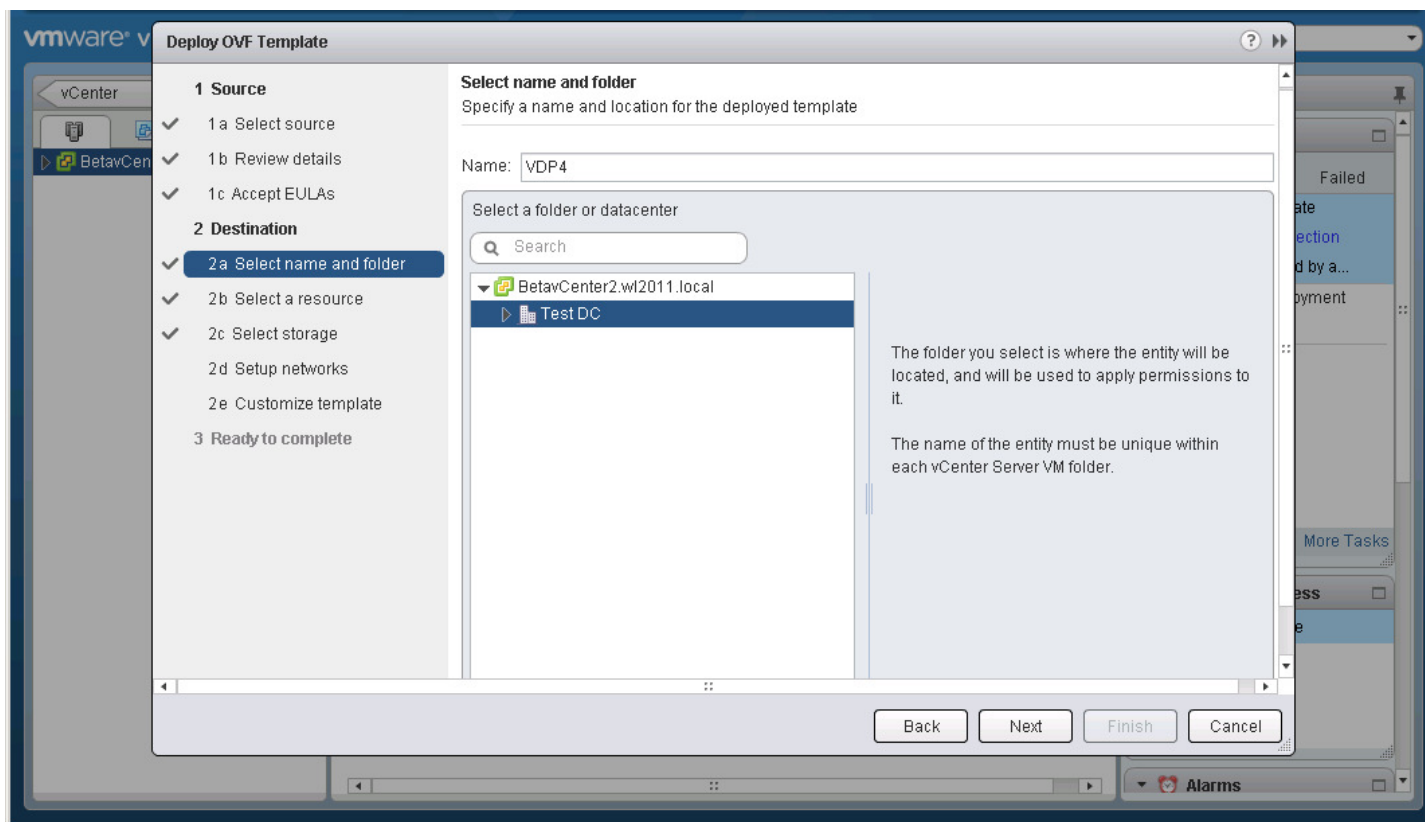 vmware® v
Deploy OVF Template
vCenter
BetavCen
1 Source
1a Select source
1b Review details
1c Accept EULAs
2 Destination
2a Select name and folder
2b Select a resource
2c Select storage
2d Setup networks
2e Customize template
3 Ready to complete
Select name and folder
Specify a name and location for the deployed template
Name: VDP4
Select a folder or datacenter
Search
BetavCenter2.wl2011.local
Test DC
The folder you select is where the entity will be
located, and will be used to apply permissions to
it.
The name of the entity must be unique within
each vCenter Server VM folder.
Back Next Finish Cancel
Failed
ate
ection
d by a...
oyment
More Tasks
ess
e
Alarms